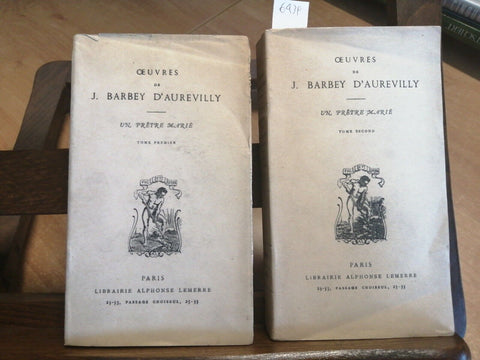 ŒUVRES
DE
J. BARBEY D'AUREVILLY
UN PRÊTRE MARIÉ
TOME PREMIER
PARIS
LIBRAIRIE ALPHONSE LEMERRE
23-33, PASSAGE CHOISEUL, 23-33
ŒUVRES
DE
J. BARBEY D'AUREVILLY
UN PRÊTRE MARIÉ
TOME SECOND
PARIS
LIBRAIRIE ALPHONSE LEMERRE
23-33, PASSAGE CHOISEUL, 23-33